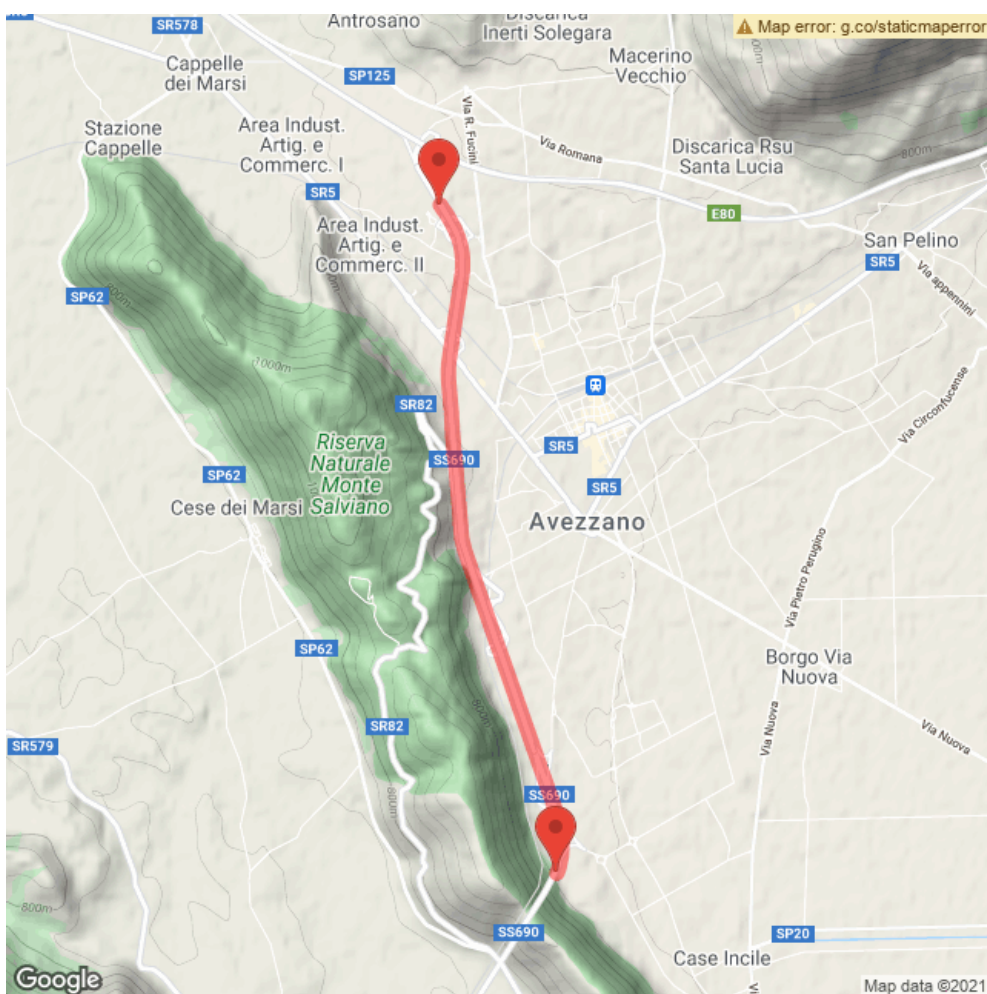 SR578
Antrosano
Discarica
Inerti Solegara
Map error: g.co/staticmaperror
Cappelle
dei Marsi
SP125
Macerino
Vecchio
Via R. Fucini
Stazione
Cappelle
Area Indust.
Artig. e
Commerc. I
Via Romana
Discarica Rsu
Santa Lucia
800m
SR5
Area Indust.
Artig. e
Commerc. II
E80
San Pelino
SR5
Via appennini
SP62
1000m
SR82
Riserva
Naturale
Monte
Salviano
SR5
Via Circonfucense
SS690
SP62
SR5
Cese dei Marsi
Avezzano
Via Pietro Perugino
SP62
Borgo Via
Nuova
800m
SR82
SR579
Via Nuova
Via Nuova
SS690
800m
800m
SS690
SP20
Case Incile
Google
Map data ©2021